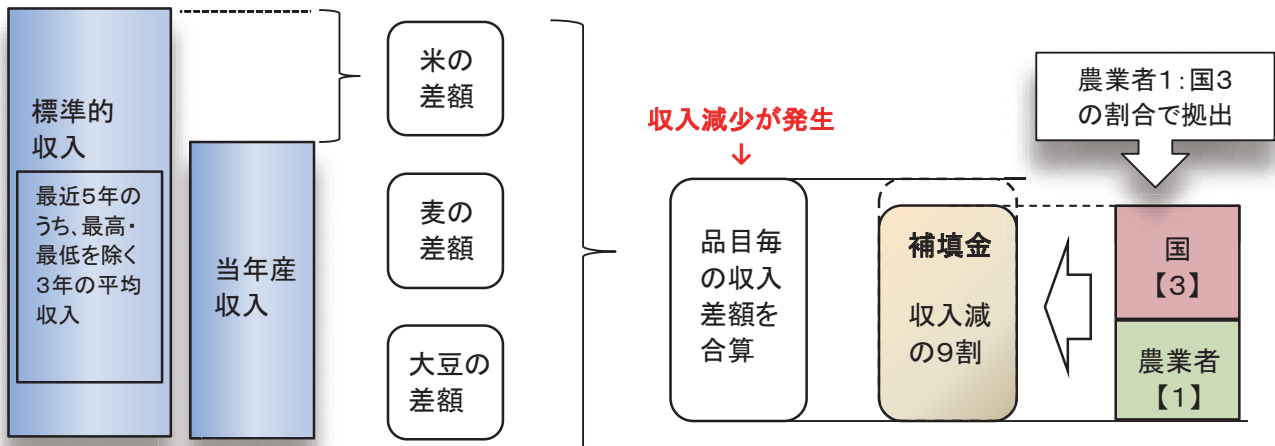 標準的
収入
最近5年の
うち、最高・
最低を除く
3年の平均
収入
当年産
収入
米の
差額
麦の
差額
大豆の
差額
収入減少が発生
↓
品目毎
の収入
差額を
合算
補填金
収入減
の9割
農業者1：国3
の割合で拠出
国
【3】
農業者
【1】